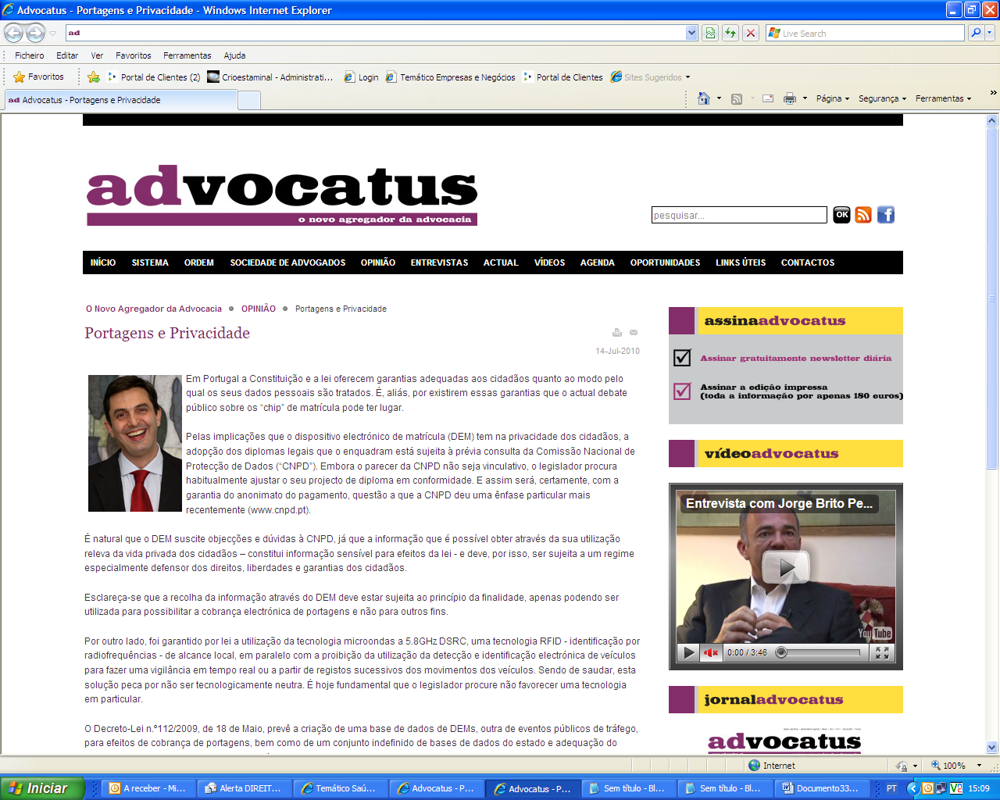 Advocatus - Portagens e Privacidade - Windows Internet Explorer
ad
Live Search
Ficheiro Editar Ver Favoritos Ferramentas Ajuda
Favoritos Portal de Clientes (2) Crioestaminal - Administrati... Login Temático Empresas e Negócios Portal de Clientes Sites Sugeridos
ad Advocatus - Portagens e Privacidade
Página Segurança Ferramentas »
advocatus
o novo agregador da advocacia
pesquisar... OK f
INÍCIO SISTEMA ORDEM SOCIEDADE DE ADVOGADOS OPINIÃO ENTREVISTAS ACTUAL VÍDEOS AGENDA OPORTUNIDADES LINKS ÚTEIS CONTACTOS
O Novo Agregador da Advocacia OPINIÃO Portagens e Privacidade
Portagens e Privacidade
14-Jul-2010
Em Portugal a Constituição e a lei oferecem garantias adequadas aos cidadãos quanto ao modo pelo
qual os seus dados pessoais são tratados. É, aliás, por existirem essas garantias que o actual debate
público sobre os “chip” de matrícula pode ter lugar.
Pelas implicações que o dispositivo electrónico de matrícula (DEM) tem na privacidade dos cidadãos, a
adopção dos diplomas legais que o enquadram está sujeita à prévia consulta da Comissão Nacional de
Protecção de Dados (“CNPD”). Embora o parecer da CNPD não seja vinculativo, o legislador procura
habitualmente ajustar o seu projecto de diploma em conformidade. E assim será, certamente, com a
garantia do anonimato do pagamento, questão a que a CNPD deu uma ênfase particular mais
recentemente (www.cnpd.pt).
É natural que o DEM suscite objecções e dúvidas à CNPD, já que a informação que é possível obter através da sua utilização
releva da vida privada dos cidadãos – constitui informação sensível para efeitos da lei - e deve, por isso, ser sujeita a um regime
especialmente defensor dos direitos, liberdades e garantias dos cidadãos.
Esclareça-se que a recolha da informação através do DEM deve estar sujeita ao princípio da finalidade, apenas podendo ser
utilizada para possibilitar a cobrança electrónica de portagens e não para outros fins.
Por outro lado, foi garantido por lei a utilização da tecnologia microondas a 5.8GHz DSRC, uma tecnologia RFID - identificação por
radiofrequências - de alcance local, em paralelo com a proibição da utilização da detecção e identificação electrónica de veículos
para fazer uma vigilância em tempo real ou a partir de registos sucessivos dos movimentos dos veículos. Sendo de saudar, esta
solução peca por não ser tecnologicamente neutra. É hoje fundamental que o legislador procure não favorecer uma tecnologia
em particular.
O Decreto-Lei n.º112/2009, de 18 de Maio, prevê a criação de uma base de dados de DEMs, outra de eventos públicos de tráfego,
para efeitos de cobrança de portagens, bem como de um conjunto indefinido de bases de dados do estado e adequação do
assinaadvocatus
Assinar gratuitamente newsletter diária
Assinar a edição impressa
(toda a informação por apenas 180 euros)
vídeoadvocatus
Entrevista com Jorge Brito Pe...
YouTube
0:00 / 3:46
jornaladvocatus
advocatus
Internet 100%
Iniciar A receber - Mi... Alerta DIREIT... Temático Saú... Advocatus - P... Advocatus - P... Sem título - Bl... Sem título - Bl... Documento33... PT 15:09